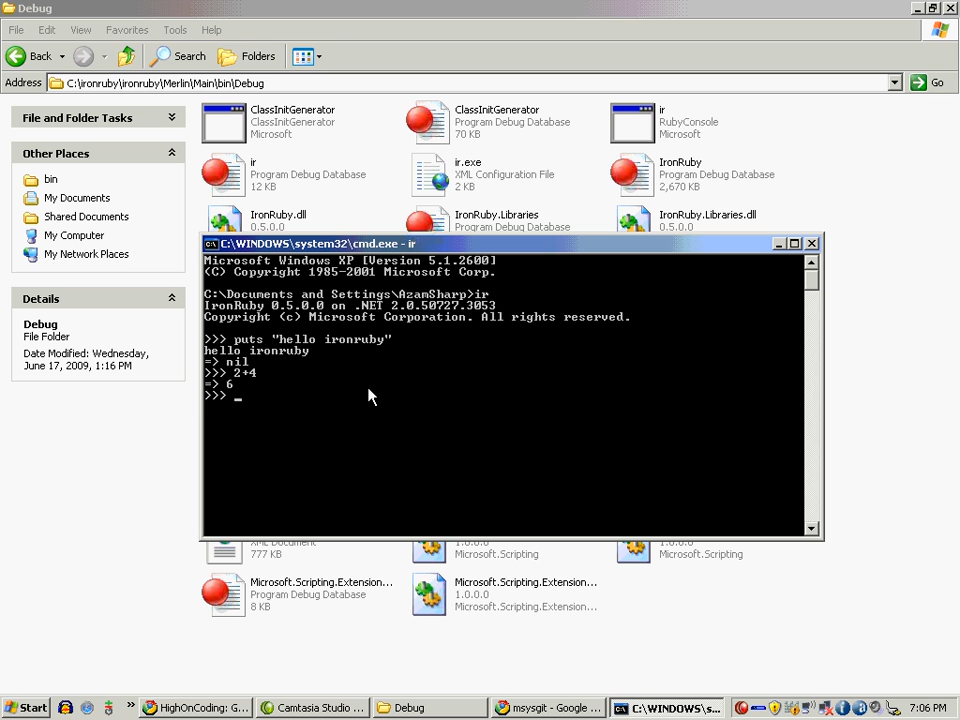 Debug
File Edit View Favorites Tools Help
Back Search Folders
Address C:\ironruby\ironruby\Merlin\Main\bin\Debug Go
File and Folder Tasks
Other Places
bin
My Documents
Shared Documents
My Computer
My Network Places
Details
Debug
File Folder
Date Modified: Wednesday,
June 17, 2009, 1:16 PM
ClassInitGenerator
ClassInitGenerator
Microsoft
ClassInitGenerator
Program Debug Database
70 KB
ir
RubyConsole
Microsoft
ir
Program Debug Database
12 KB
ir.exe
XML Configuration File
2 KB
IronRuby
Program Debug Database
2,670 KB
IronRuby.dll
0.5.0.0
IronRuby.Libraries
Program Debug Database
IronRuby.Libraries.dll
0.5.0.0
C:\WINDOWS\system32\cmd.exe - ir
Microsoft Windows XP [Version 5.1.2600]
(C) Copyright 1985-2001 Microsoft Corp.
C:\Documents and Settings\AzamSharp>ir
IronRuby 0.5.0.0 on .NET 2.0.50727.3053
Copyright (c) Microsoft Corporation. All rights reserved.
>>> puts "hello ironruby"
hello ironruby
=> nil
>>> 2+4
=> 6
>>> _
XML Document
777 KB
1.0.0.0
Microsoft.Scripting
1.0.0.0
Microsoft.Scripting
Microsoft.Scripting.Extension...
Program Debug Database
8 KB
Microsoft.Scripting.Extension...
1.0.0.0
Microsoft.Scripting.Extension...
Start HighOnCoding: G... Camtasia Studio ... Debug msysgit - Google ... C:\WINDOWS\s... 7:06 PM